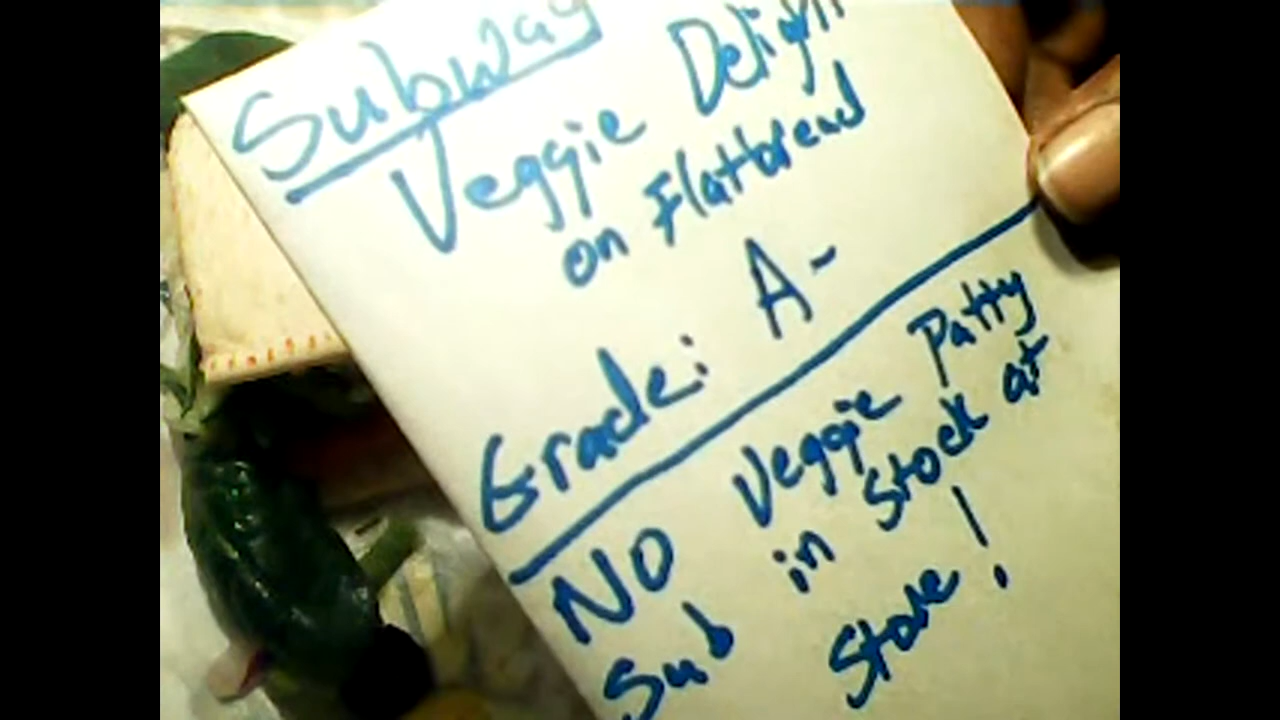 Subway
Veggie Delight
on Flatbread
Grade: A-
NO Veggie Patty
Sub in Stock at
Store!